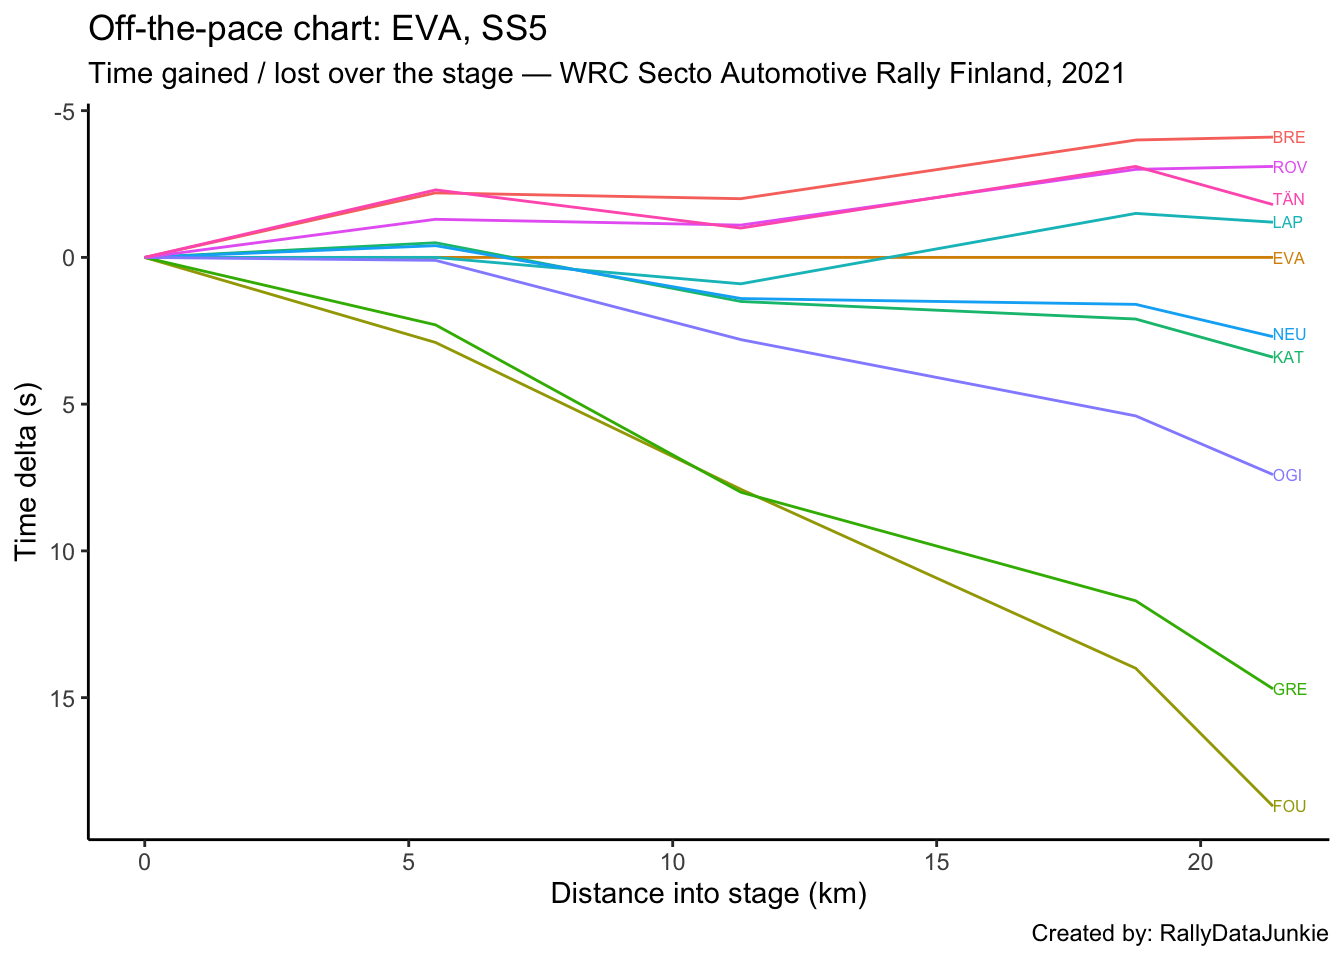 Off-the-pace chart: EVA, SS5
Time gained / lost over the stage — WRC Secto Automotive Rally Finland, 2021
-5
BRE
ROV
TÄN
LAP
0
EVA
NEU
KAT
5
Time delta (s)
OGI
10
GRE
15
FOU
0 5 10 15 20
Distance into stage (km)
Created by: RallyDataJunkie